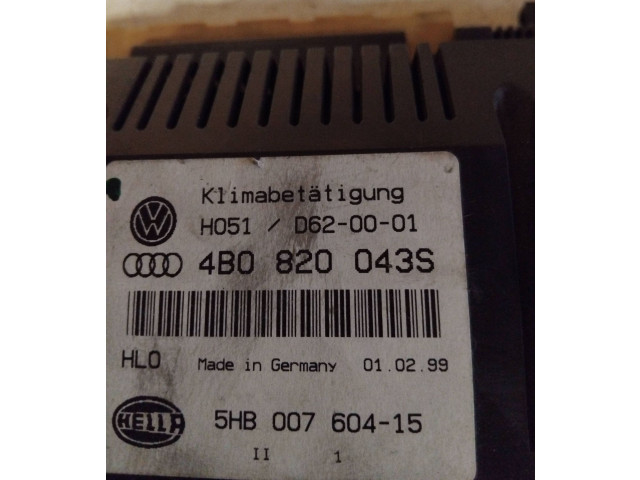 Klimabetätigung
H051 / D62-00-01
4B0 820 043S
HLO Made in Germany 01.02.99
HELLA 5HB 007 604-15
II 1